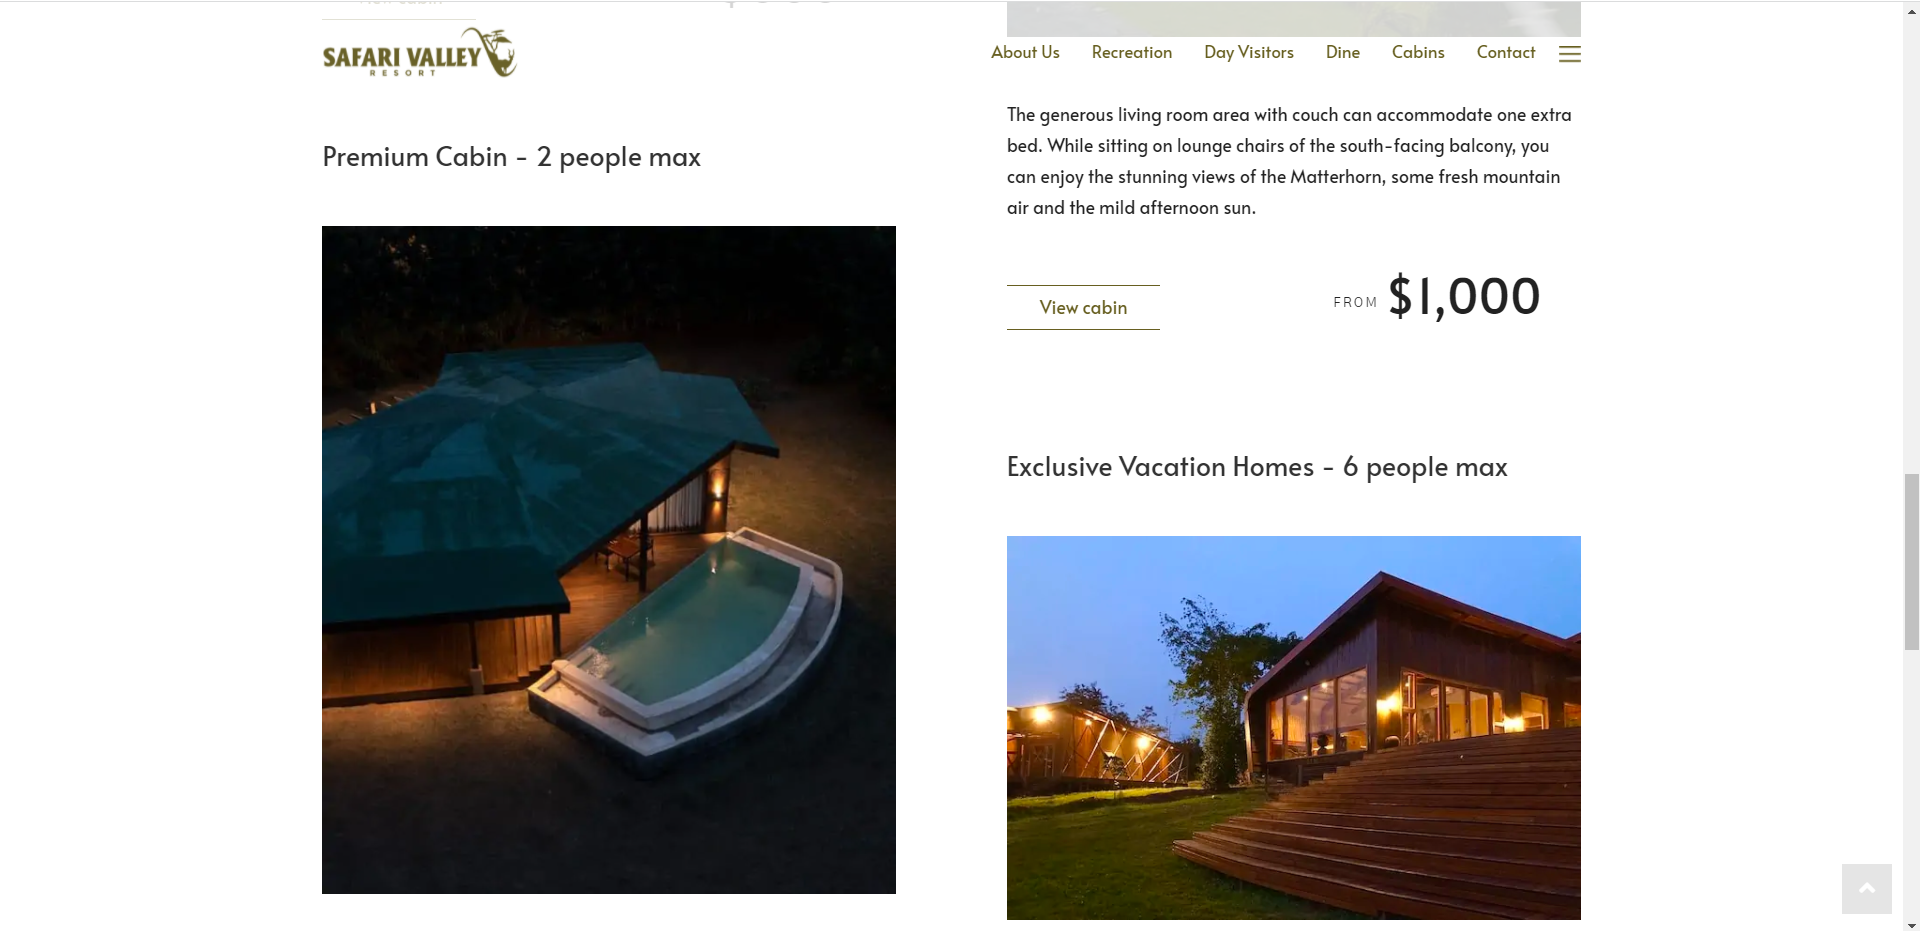 SAFARI VALLEY
RESORT
About Us
Recreation
Day Visitors
Dine
Cabins
Contact
Premium Cabin - 2 people max
The generous living room area with couch can accommodate one extra
bed. While sitting on lounge chairs of the south-facing balcony, you
can enjoy the stunning views of the Matterhorn, some fresh mountain
air and the mild afternoon sun.
View cabin
FROM $1,000
Exclusive Vacation Homes - 6 people max